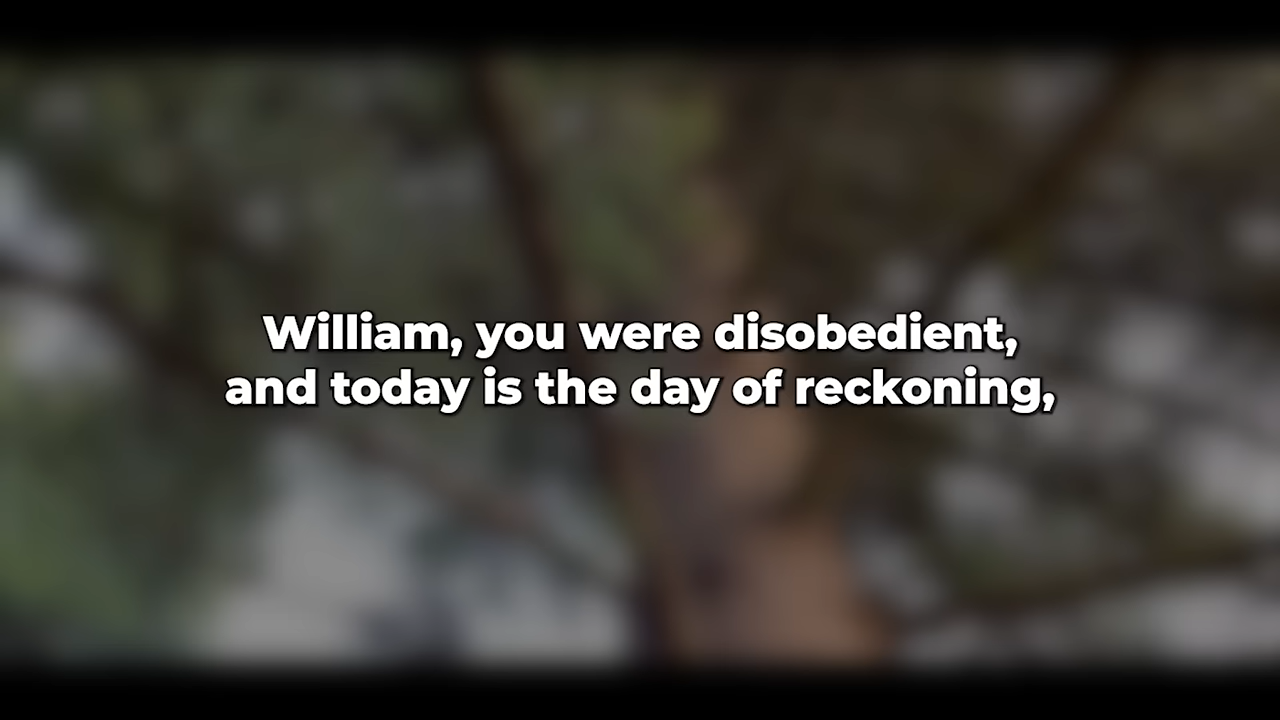 William, you were disobedient,
and today is the day of reckoning,